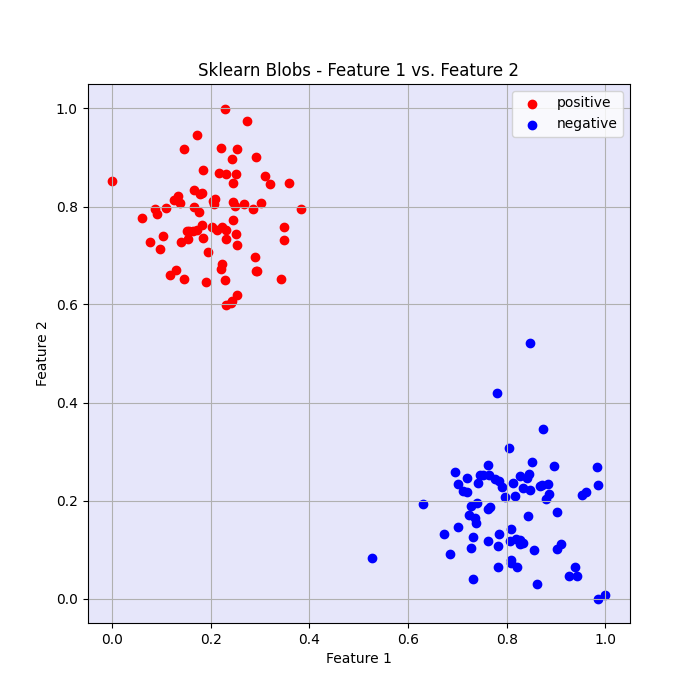 Sklearn Blobs - Feature 1 vs. Feature 2
positive
negative
1.0
0.8
0.6
0.4
0.2
0.0
Feature 2
0.0 0.2 0.4 0.6 0.8 1.0
Feature 1